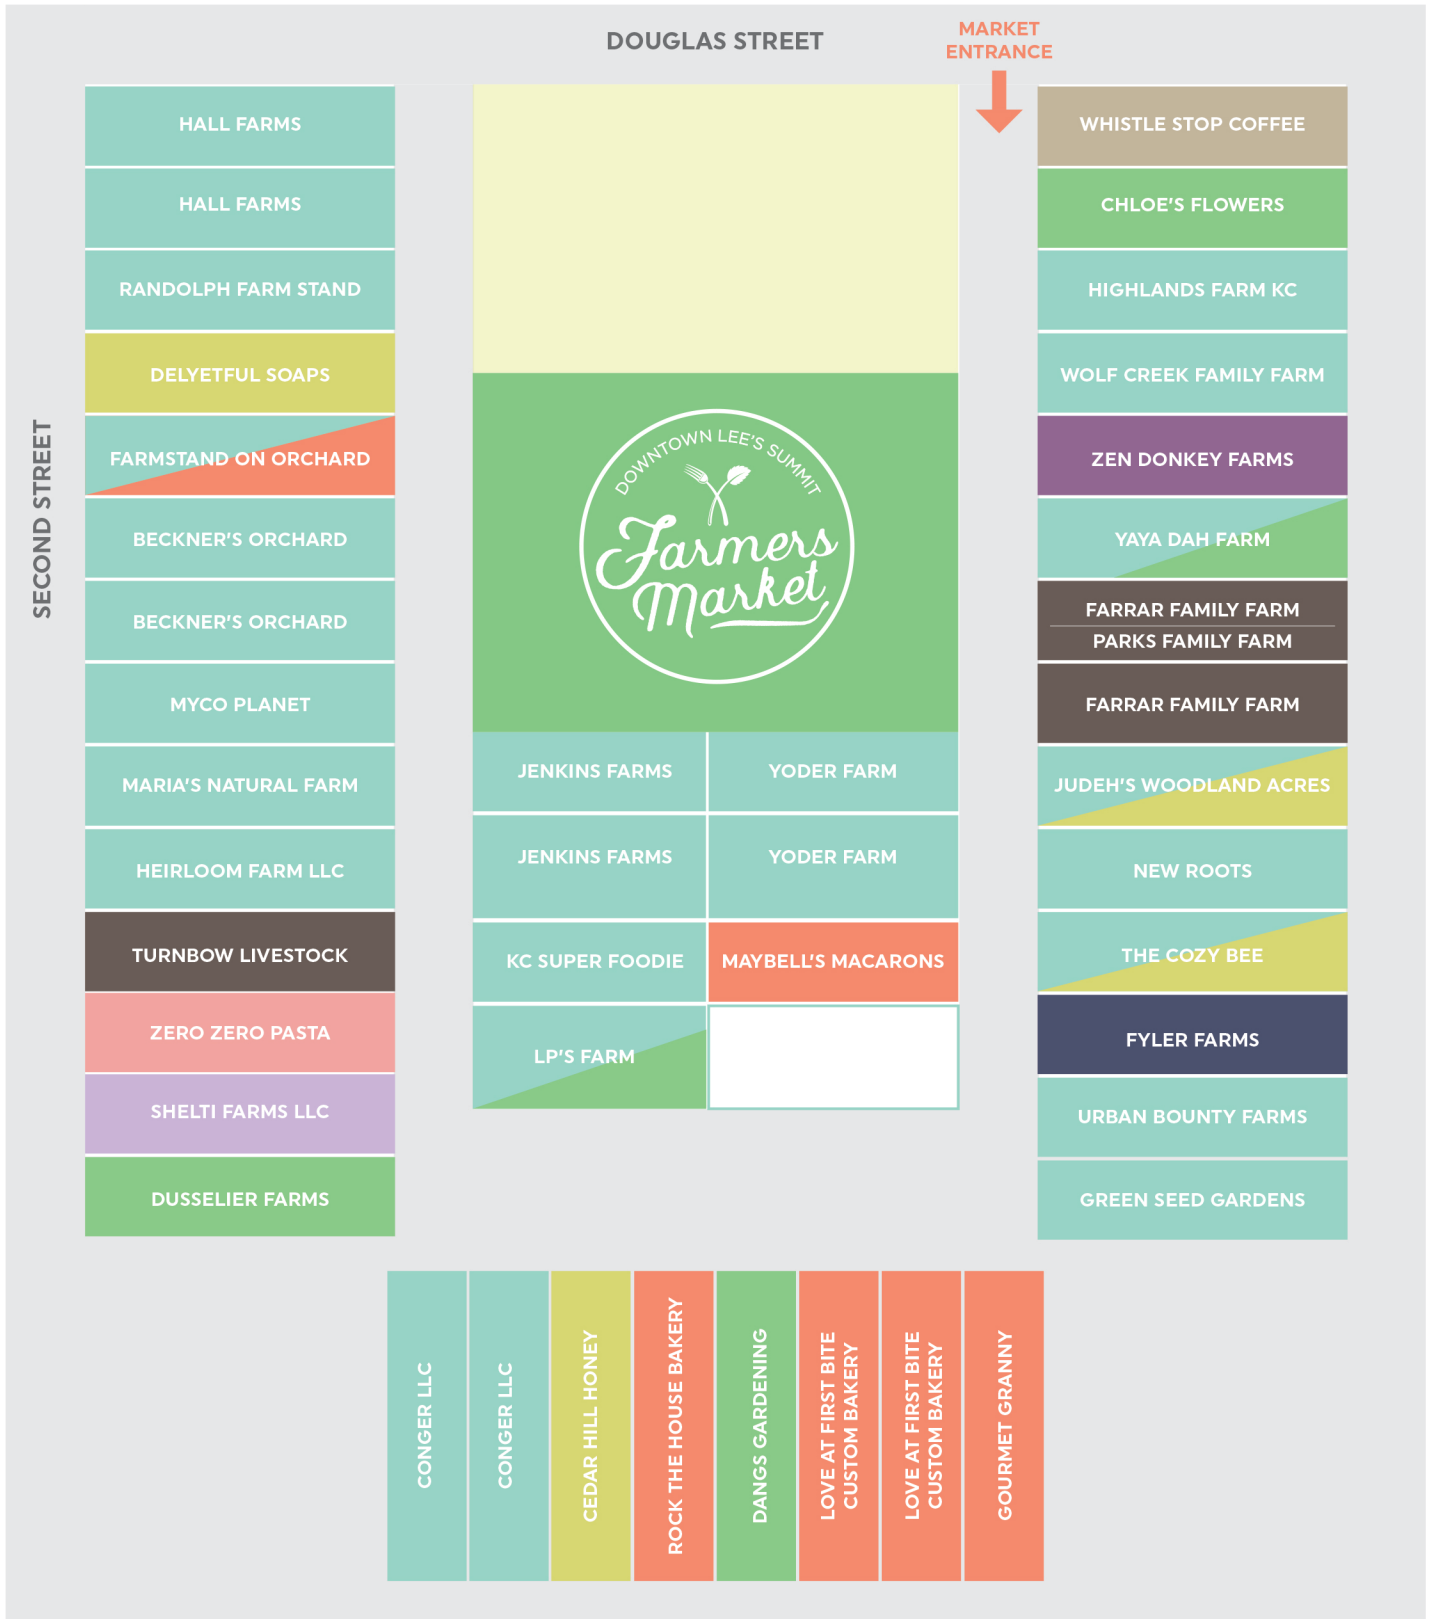 DOUGLAS STREET
MARKET
ENTRANCE
SECOND STREET
HALL FARMS
HALL FARMS
RANDOLPH FARM STAND
DELYETFUL SOAPS
FARMSTAND ON ORCHARD
BECKNER'S ORCHARD
BECKNER'S ORCHARD
MYCO PLANET
MARIA'S NATURAL FARM
HEIRLOOM FARM LLC
TURNBOW LIVESTOCK
ZERO ZERO PASTA
SHELTI FARMS LLC
DUSSELIER FARMS
DOWNTOWN LEE'S SUMMIT
Farmers
Market
JENKINS FARMS
YODER FARM
JENKINS FARMS
YODER FARM
KC SUPER FOODIE
MAYBELL'S MACARONS
LP'S FARM
WHISTLE STOP COFFEE
CHLOE'S FLOWERS
HIGHLANDS FARM KC
WOLF CREEK FAMILY FARM
ZEN DONKEY FARMS
YAYA DAH FARM
FARRAR FAMILY FARM
PARKS FAMILY FARM
FARRAR FAMILY FARM
JUDEH'S WOODLAND ACRES
NEW ROOTS
THE COZY BEE
FYLER FARMS
URBAN BOUNTY FARMS
GREEN SEED GARDENS
CONGER LLC
CONGER LLC
CEDAR HILL HONEY
ROCK THE HOUSE BAKERY
DANGS GARDENING
LOVE AT FIRST BITE
CUSTOM BAKERY
LOVE AT FIRST BITE
CUSTOM BAKERY
GOURMET GRANNY